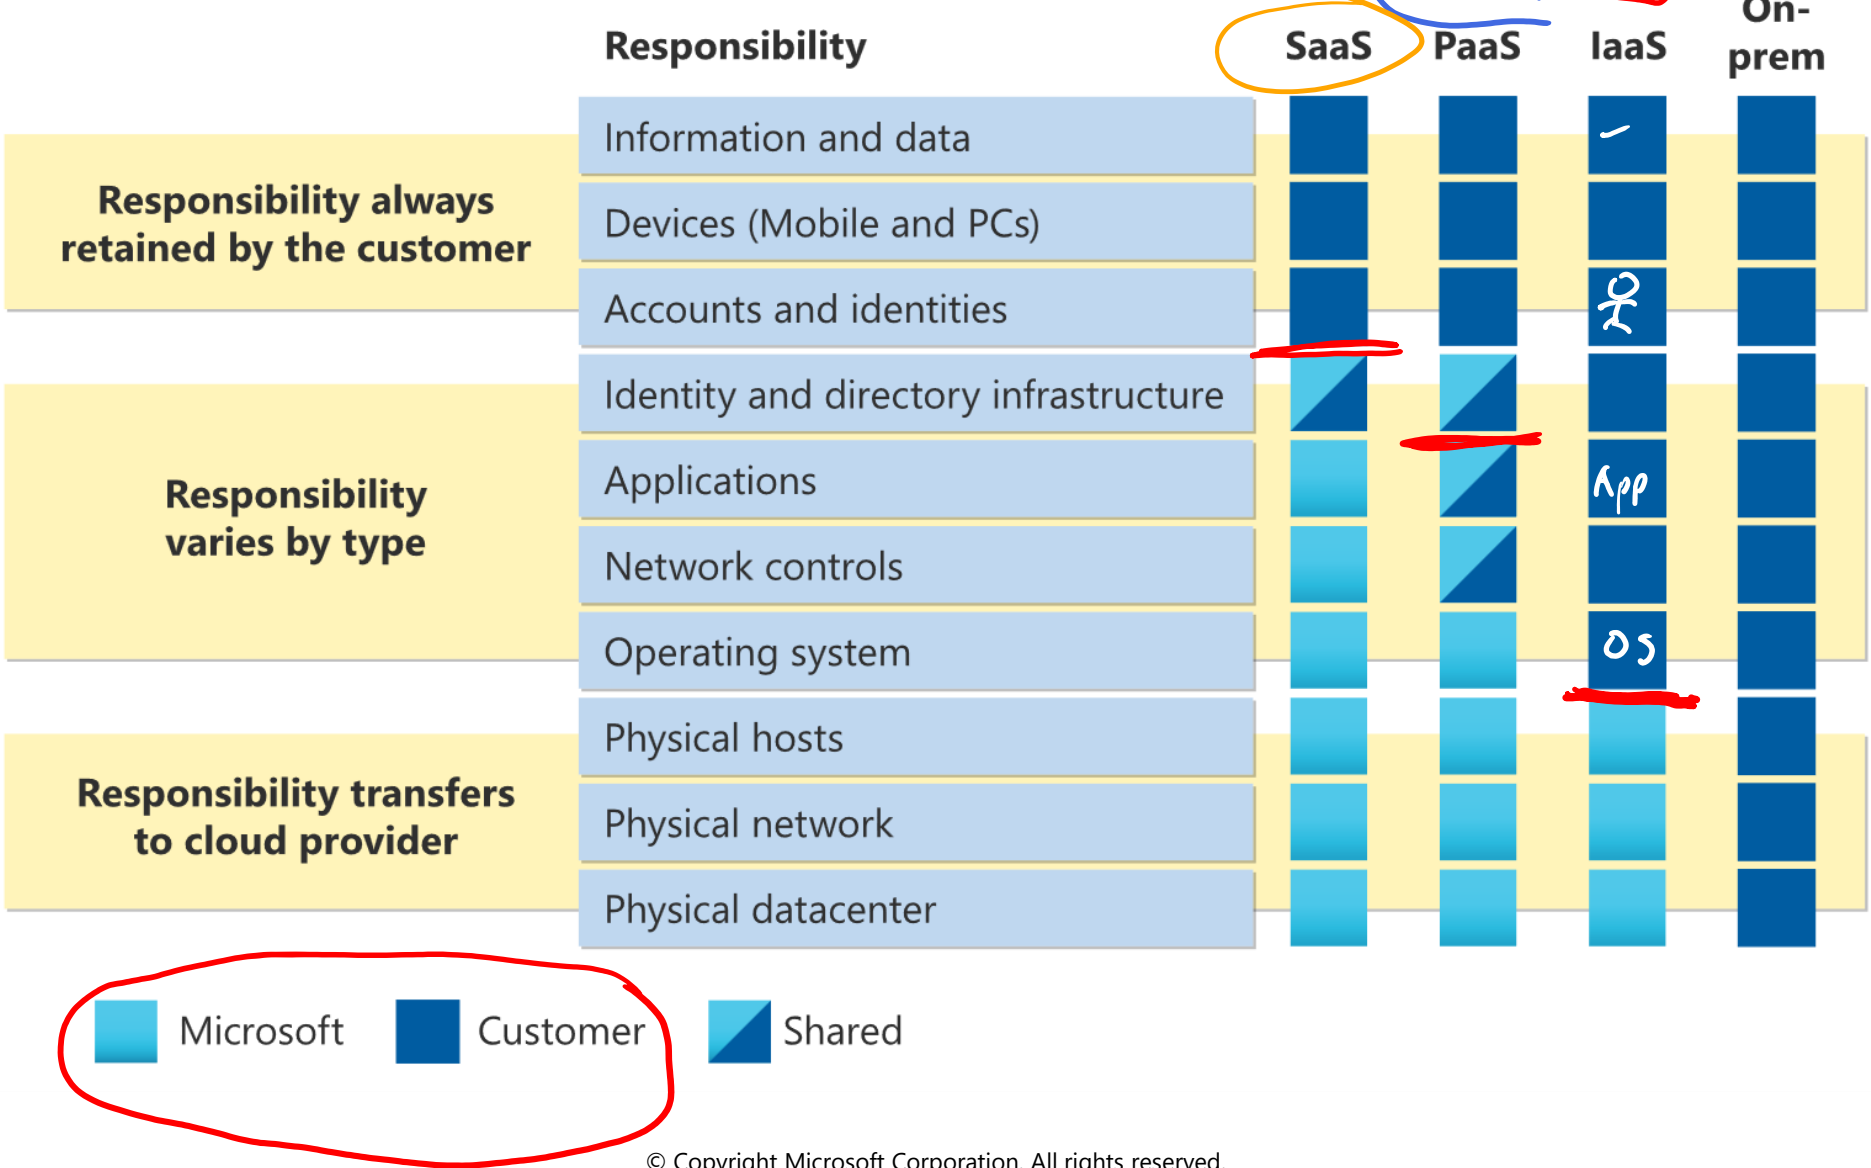 Responsibility SaaS PaaS IaaS On-
prem
Information and data
Responsibility always
retained by the customer
Devices (Mobile and PCs)
Accounts and identities
Identity and directory infrastructure
Responsibility
varies by type
Applications App
Network controls
Operating system OS
Responsibility transfers
to cloud provider
Physical hosts
Physical network
Physical datacenter
Microsoft Customer Shared
© Copyright Microsoft Corporation. All rights reserved.